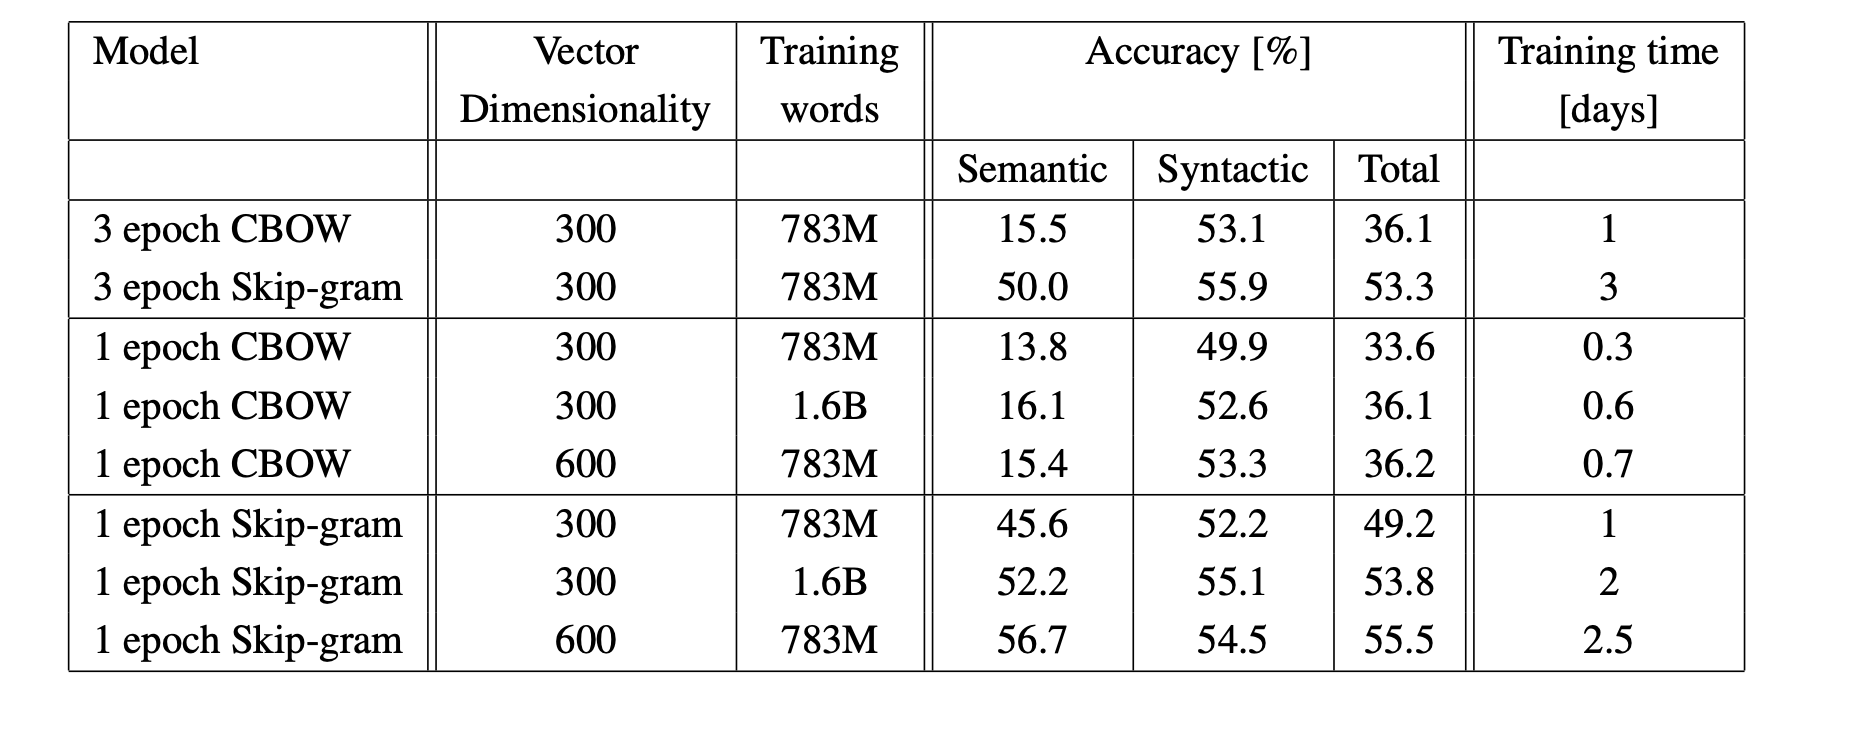 Model Vector Training Accuracy [%] Training time
Dimensionality words [days]
Semantic Syntactic Total
3 epoch CBOW 300 783M 15.5 53.1 36.1 1
3 epoch Skip-gram 300 783M 50.0 55.9 53.3 3
1 epoch CBOW 300 783M 13.8 49.9 33.6 0.3
1 epoch CBOW 300 1.6B 16.1 52.6 36.1 0.6
1 epoch CBOW 600 783M 15.4 53.3 36.2 0.7
1 epoch Skip-gram 300 783M 45.6 52.2 49.2 1
1 epoch Skip-gram 300 1.6B 52.2 55.1 53.8 2
1 epoch Skip-gram 600 783M 56.7 54.5 55.5 2.5